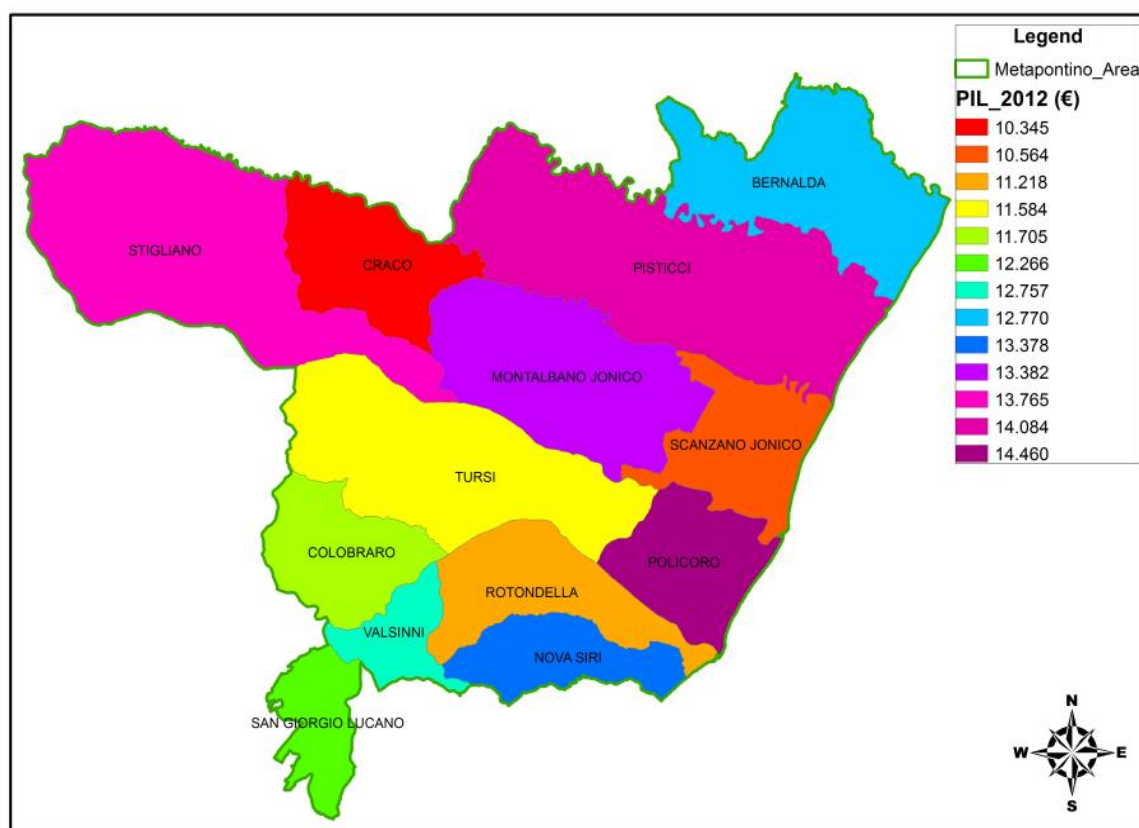 Legend
Metapontino_Area
PIL_2012 (€)
10.345
10.564
11.218
11.584
11.705
12.266
12.757
12.770
13.378
13.382
13.765
14.084
14.460
BERNALDA
STIGLIANO
CRACO
PISTICCI
MONTALBANO JONICO
SCANZANO JONICO
TURSI
COLOBRARO
POLICORO
ROTONDELLA
VALSINNI
NOVA SIRI
SAN GIORGIO LUCANO
N
W
E
S